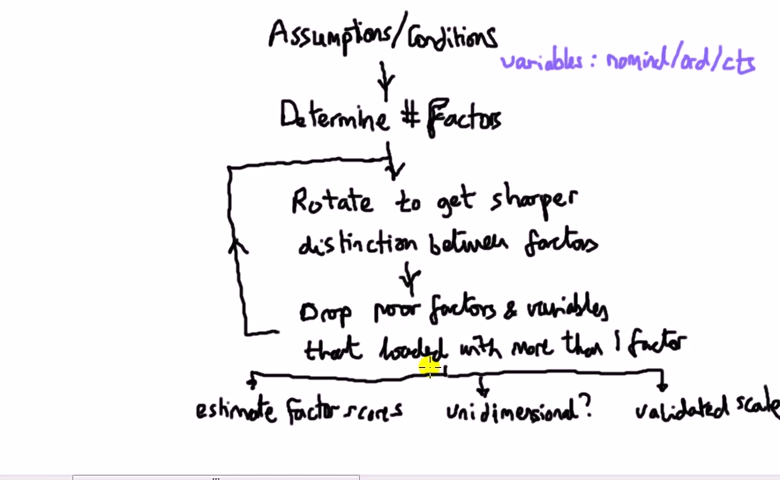 Assumptions/Conditions
variables: nominal/ord/cts
Determine # Factors
Rotate to get sharper
distinction between factors
Drop poor factors & variables
that loaded with more than 1 factor
estimate factor scores
unidimensional?
validated scale